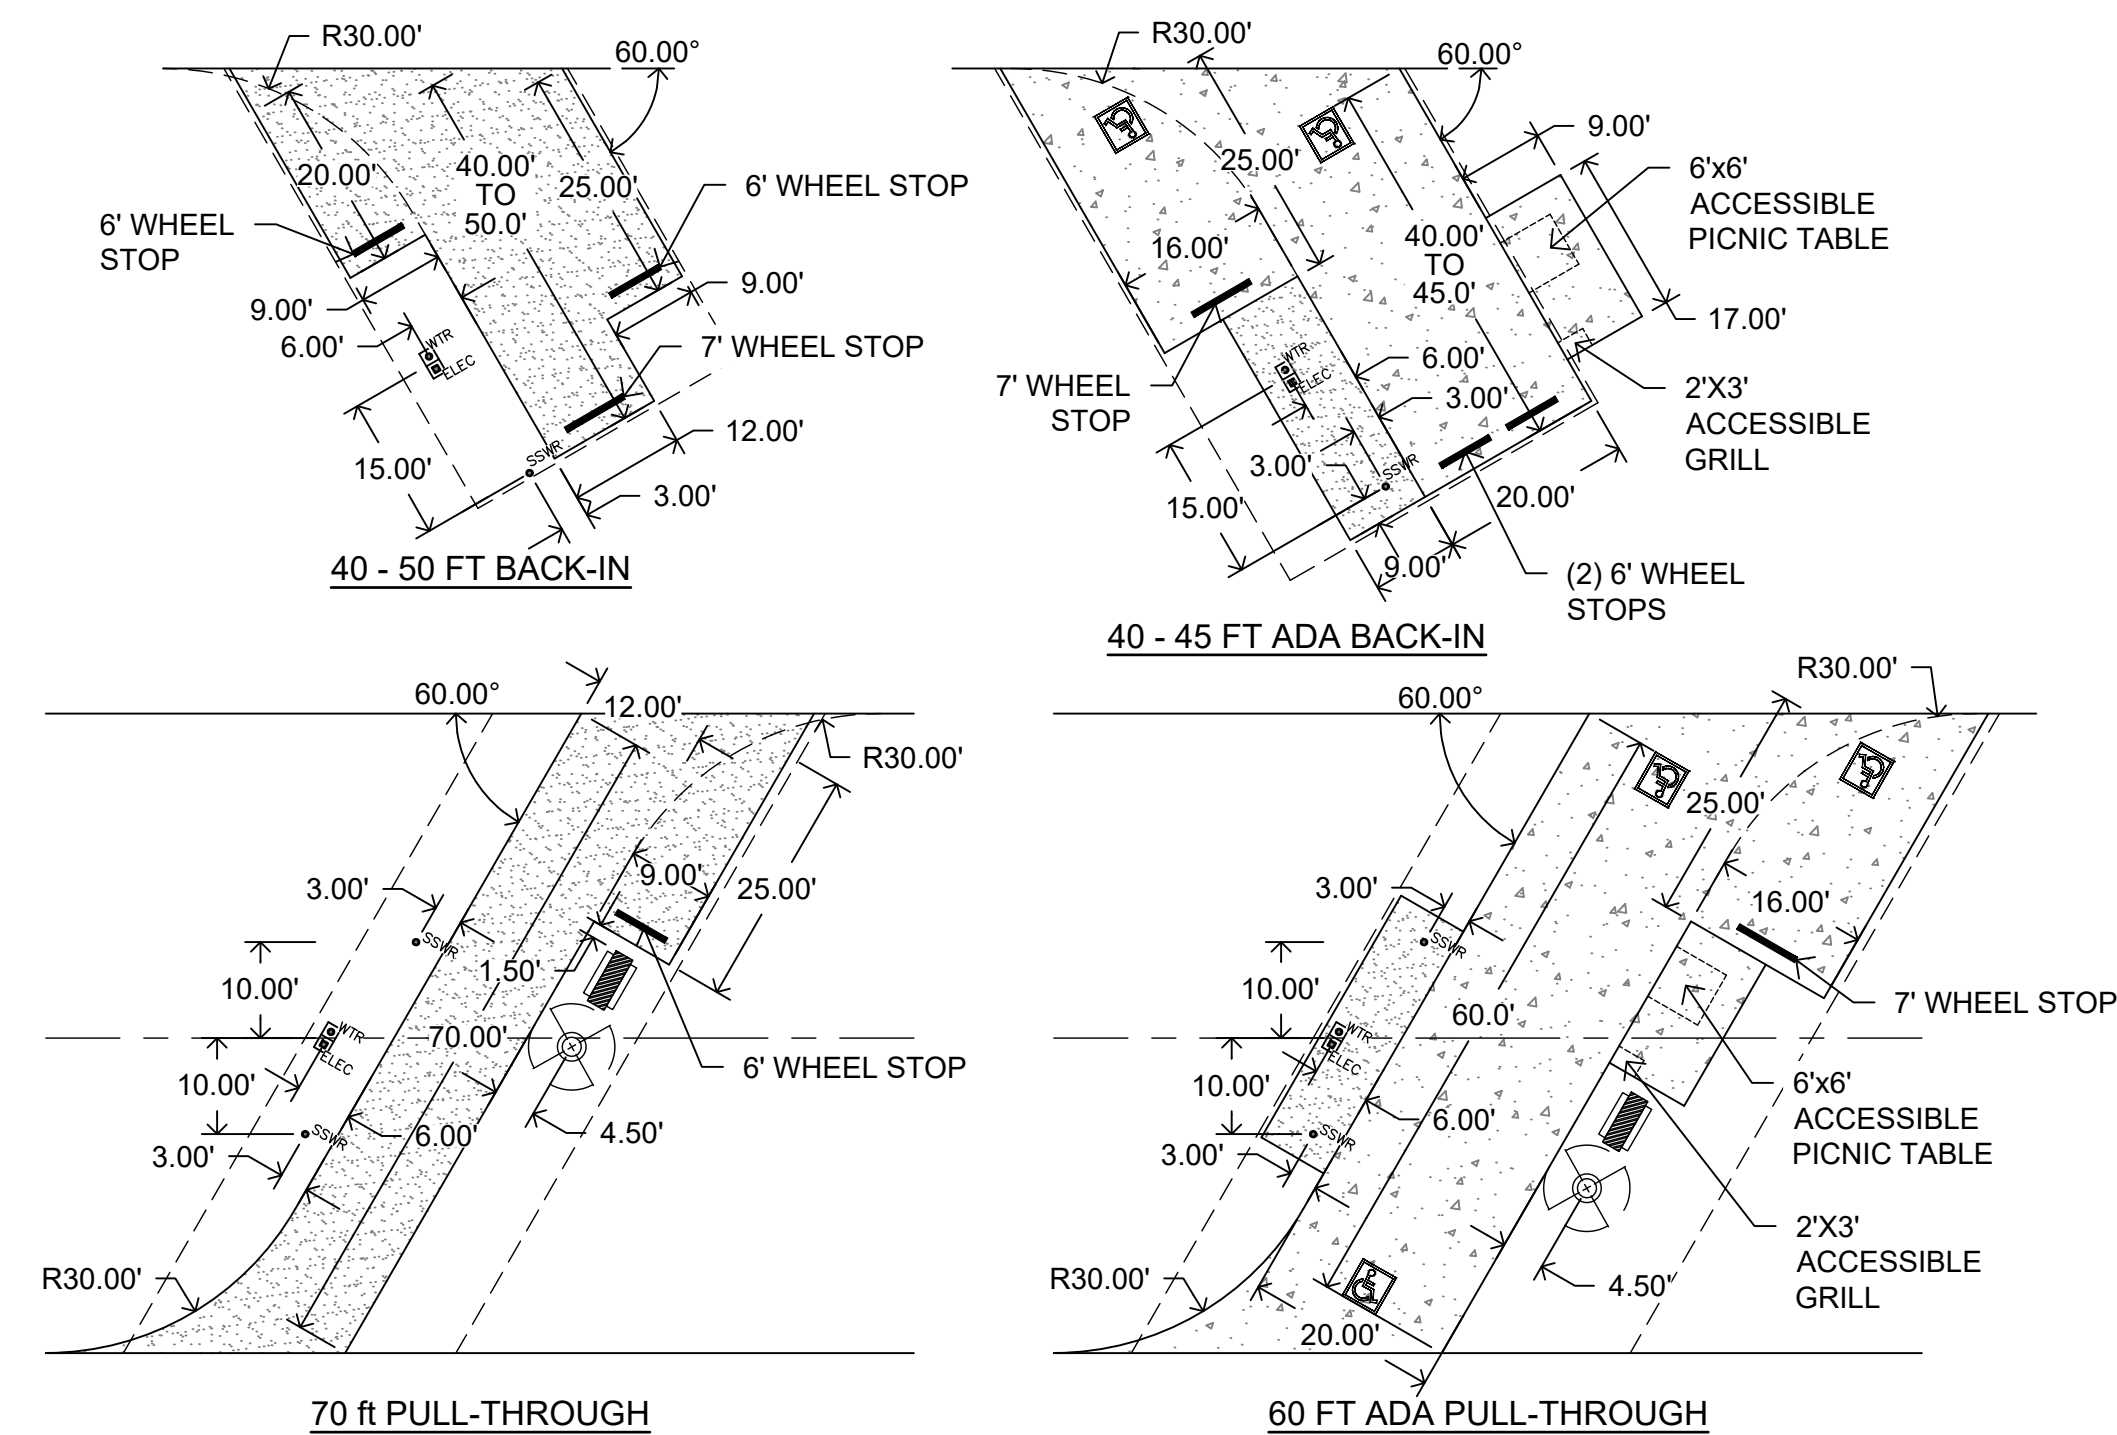 R30.00'
60.00°
20.00'
40.00'
TO
50.0'
25.00'
6' WHEEL STOP
6' WHEEL
STOP
9.00'
9.00'
6.00'
WTR
ELEC
7' WHEEL STOP
12.00'
15.00'
SSWR
3.00'
40 - 50 FT BACK-IN
R30.00'
60.00°
9.00'
25.00'
6'x6'
ACCESSIBLE
PICNIC TABLE
16.00'
40.00'
TO
45.0'
17.00'
WTR
ELEC
6.00'
7' WHEEL
STOP
3.00'
2'X3'
ACCESSIBLE
GRILL
3.00'
SSWR
15.00'
20.00'
9.00'
(2) 6' WHEEL
STOPS
40 - 45 FT ADA BACK-IN
60.00°
12.00'
R30.00'
3.00'
9.00'
25.00'
SSWR
1.50'
10.00'
WTR
ELEC
70.00'
6' WHEEL STOP
10.00'
SSWR
6.00'
4.50'
3.00'
R30.00'
70 ft PULL-THROUGH
R30.00'
60.00°
25.00'
3.00'
16.00'
SSWR
10.00'
7' WHEEL STOP
WTR
ELEC
60.0'
10.00'
6.00'
6'x6'
ACCESSIBLE
PICNIC TABLE
SSWR
3.00'
2'X3'
ACCESSIBLE
GRILL
R30.00'
4.50'
20.00'
60 FT ADA PULL-THROUGH